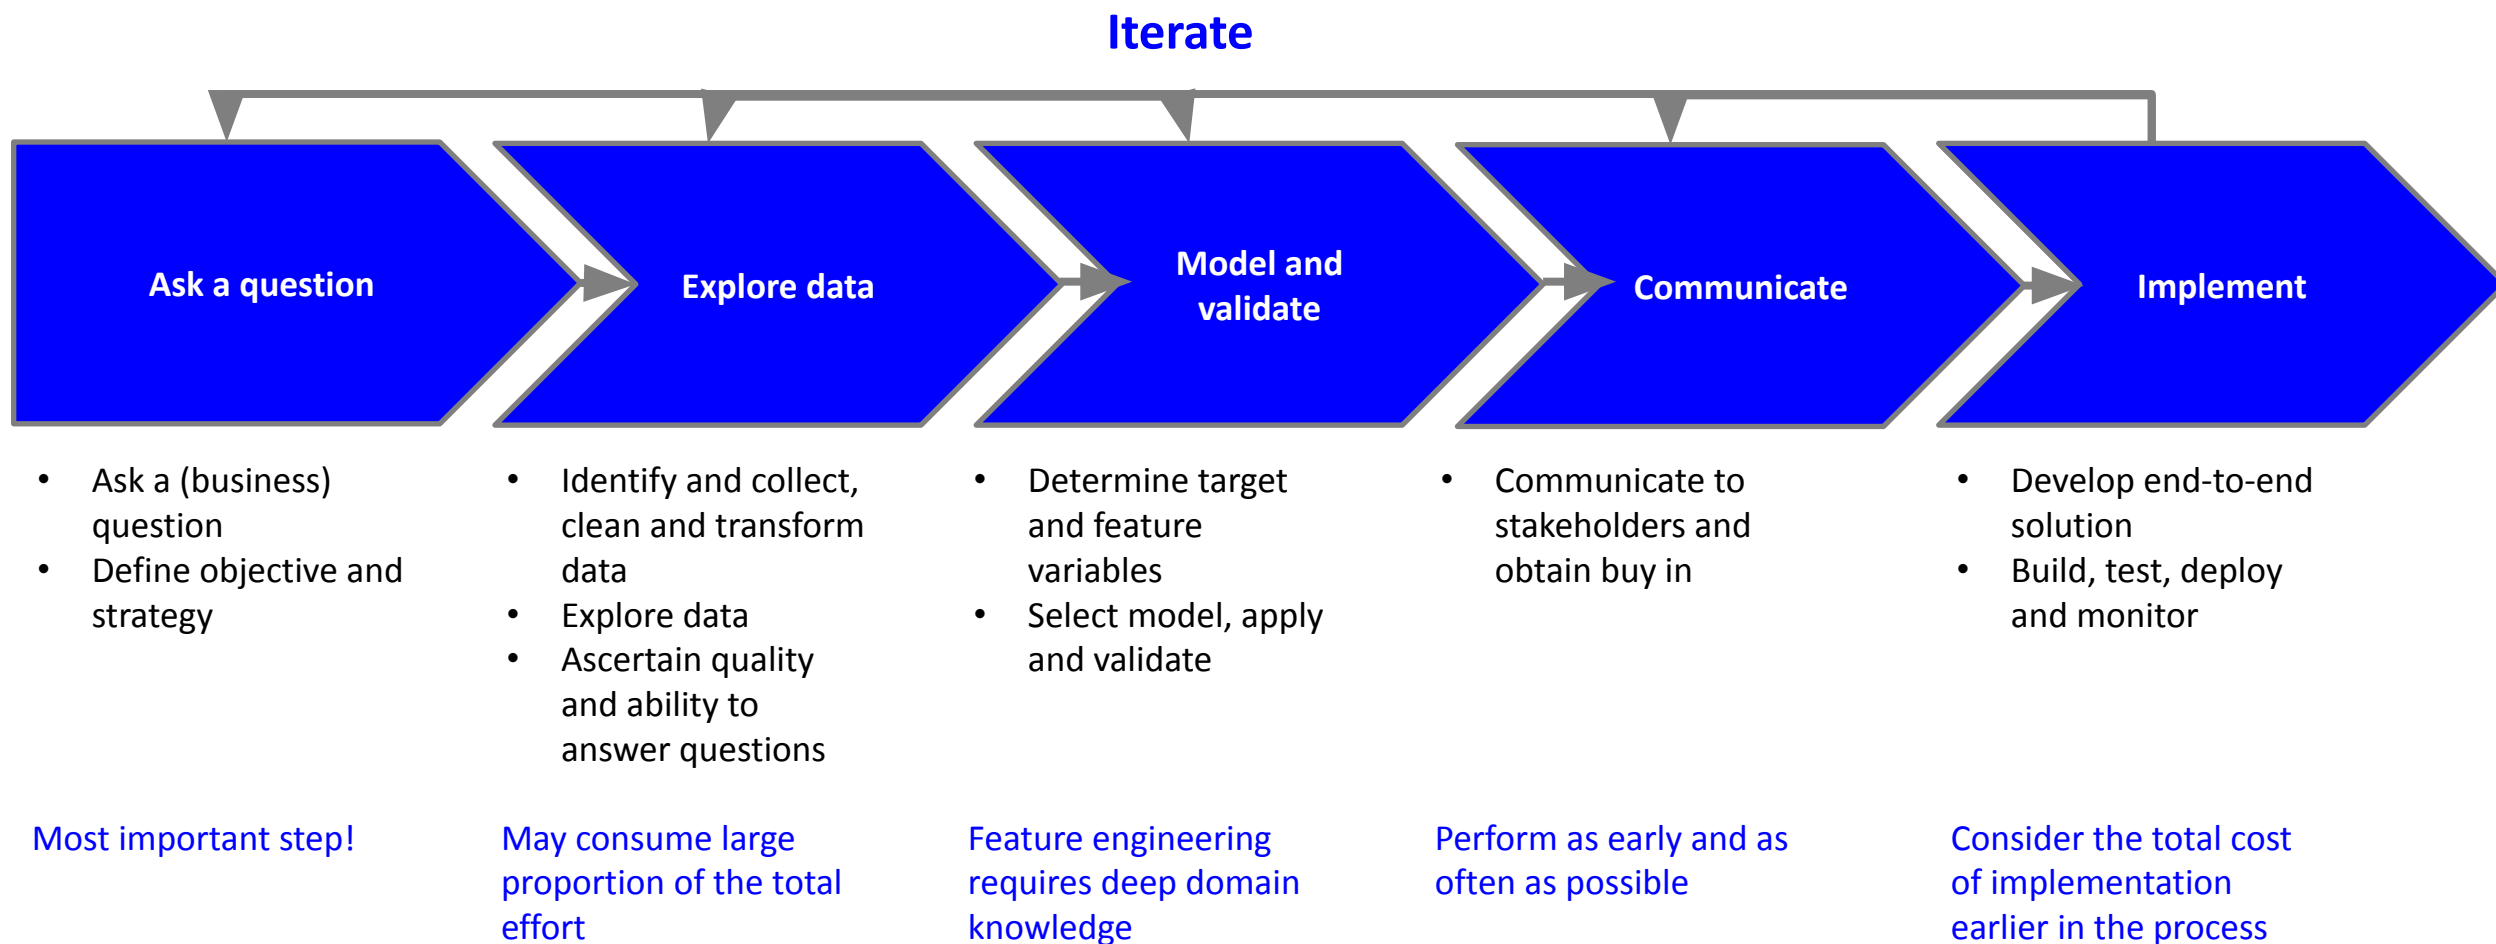 Iterate
Ask a question
Explore data
Model and
validate
Communicate
Implement
• Ask a (business)
question
• Define objective and
strategy
• Identify and collect,
clean and transform
data
• Explore data
• Ascertain quality
and ability to
answer questions
• Determine target
and feature
variables
• Select model, apply
and validate
• Communicate to
stakeholders and
obtain buy in
• Develop end-to-end
solution
• Build, test, deploy
and monitor
Most important step!
May consume large
proportion of the total
effort
Feature engineering
requires deep domain
knowledge
Perform as early and as
often as possible
Consider the total cost
of implementation
earlier in the process